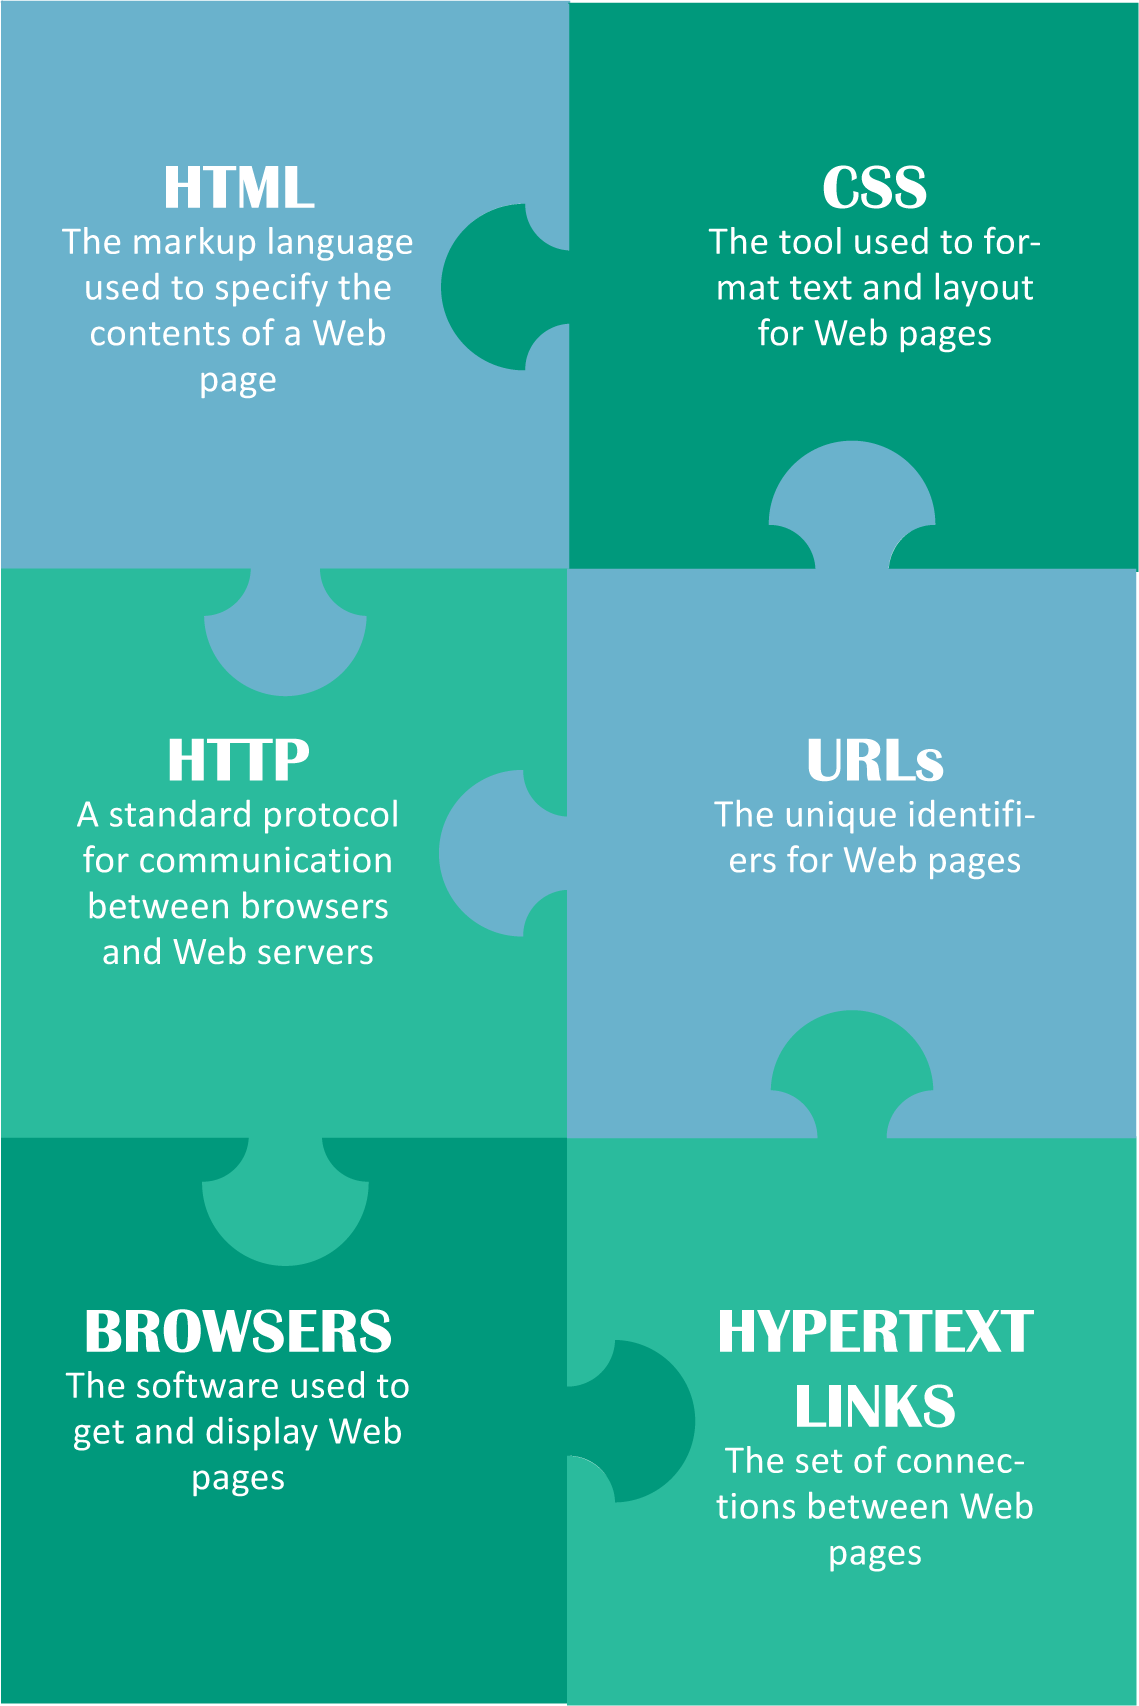 HTML
The markup language
used to specify the
contents of a Web
page
CSS
The tool used to for-
mat text and layout
for Web pages
HTTP
A standard protocol
for communication
between browsers
and Web servers
URLs
The unique identifi-
ers for Web pages
BROWSERS
The software used to
get and display Web
pages
HYPERTEXT
LINKS
The set of connec-
tions between Web
pages